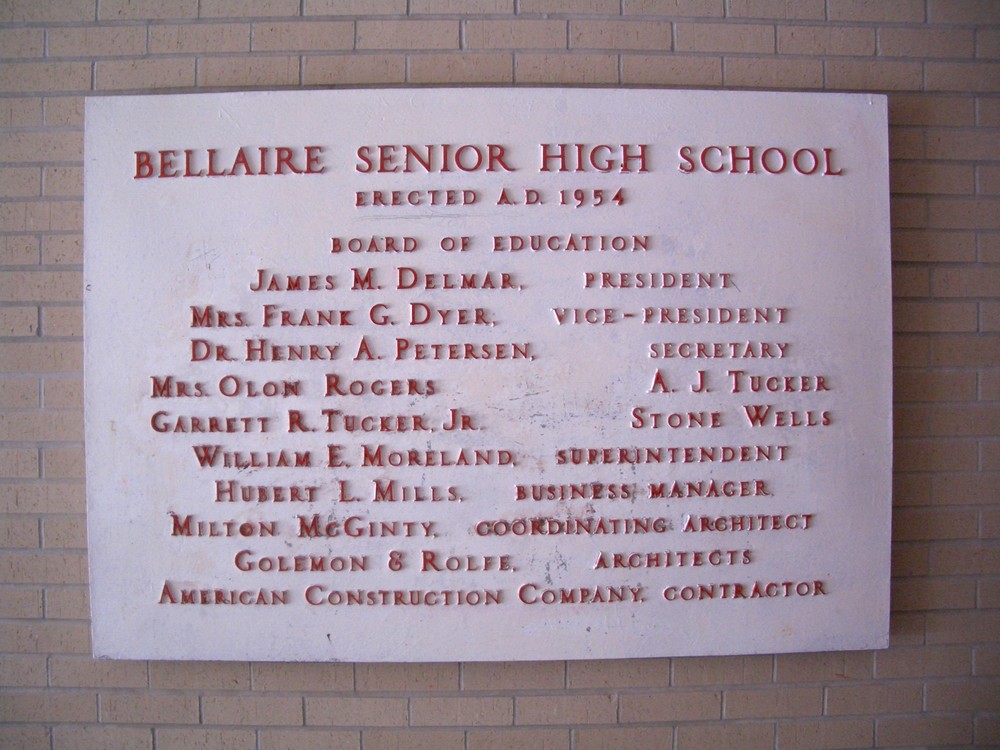 BELLAIRE SENIOR HIGH SCHOOL
ERECTED A.D. 1954
BOARD OF EDUCATION
JAMES M. DELMAR, PRESIDENT
MRS. FRANK G. DYER, VICE-PRESIDENT
DR. HENRY A. PETERSEN, SECRETARY
MRS. OLON ROGERS A. J. TUCKER
GARRETT R. TUCKER, JR. STONE WELLS
WILLIAM E. MORELAND, SUPERINTENDENT
HUBERT L. MILLS, BUSINESS MANAGER
MILTON MCGINTY, COORDINATING ARCHITECT
GOLEMON & ROLFE, ARCHITECTS
AMERICAN CONSTRUCTION COMPANY, CONTRACTOR